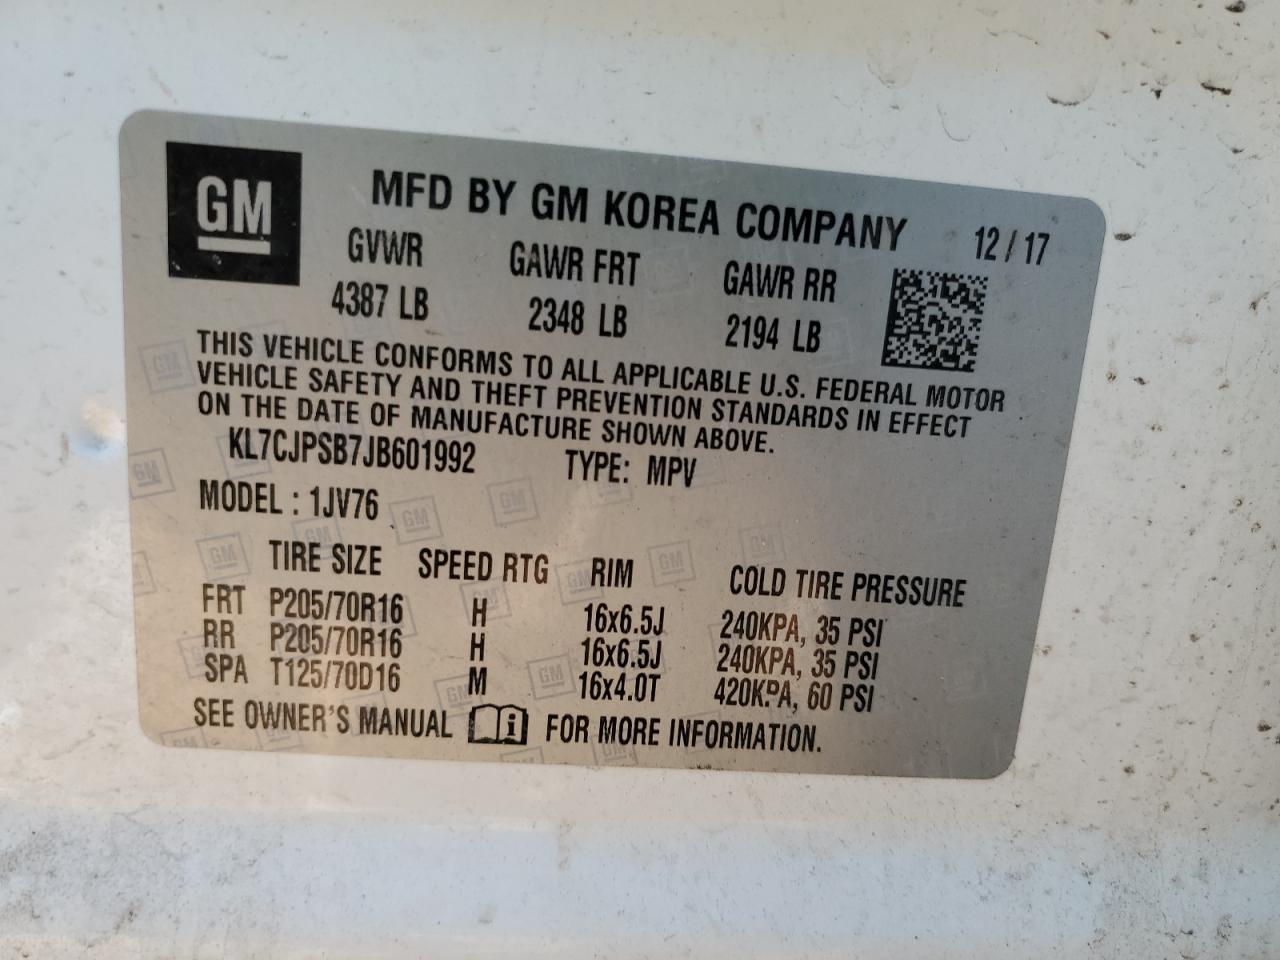 GM
MFD BY GM KOREA COMPANY 12 / 17
GVWR GAWR FRT GAWR RR
4387 LB 2348 LB 2194 LB
THIS VEHICLE CONFORMS TO ALL APPLICABLE U.S. FEDERAL MOTOR
VEHICLE SAFETY AND THEFT PREVENTION STANDARDS IN EFFECT
ON THE DATE OF MANUFACTURE SHOWN ABOVE.
KL7CJPSB7JB601992 TYPE: MPV
MODEL : 1JV76
TIRE SIZE SPEED RTG RIM COLD TIRE PRESSURE
FRT P205/70R16 H 16x6.5J 240KPA, 35 PSI
RR P205/70R16 H 16x6.5J 240KPA, 35 PSI
SPA T125/70D16 M 16x4.0T 420KPA, 60 PSI
SEE OWNER'S MANUAL i FOR MORE INFORMATION.